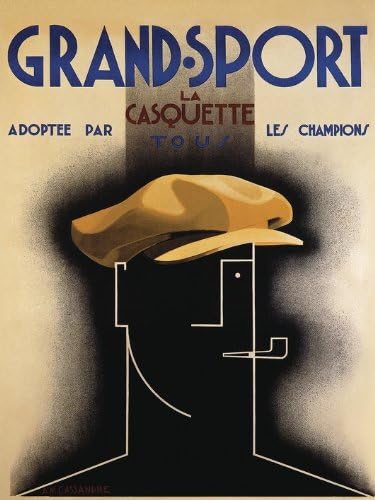 GRAND·SPORT
LA
CASQUETTE
ADOPTEE PAR TOUS LES CHAMPIONS
A.M.CASSANDRE